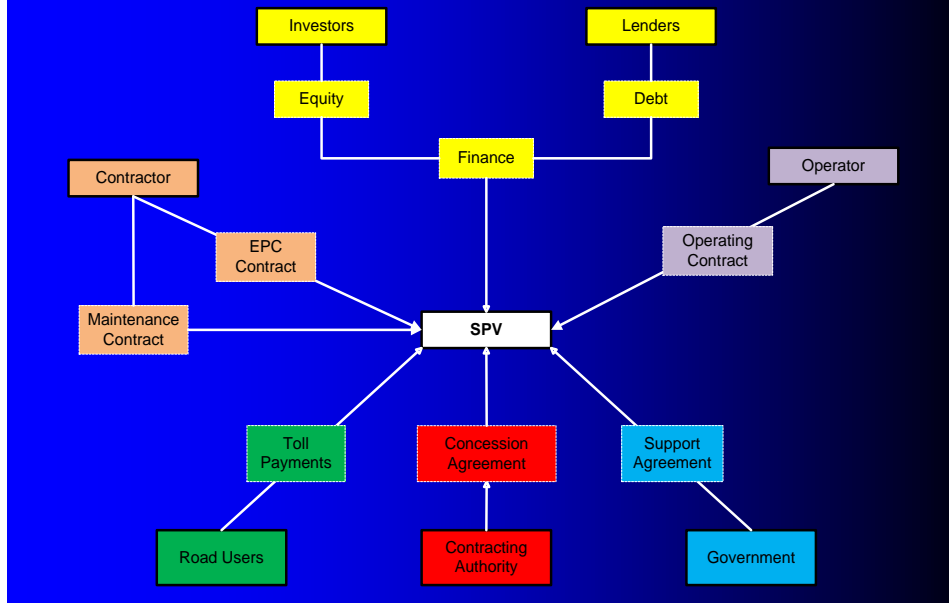 Investors
Lenders
Equity
Debt
Finance
Contractor
Operator
EPC
Contract
Operating
Contract
Maintenance
Contract
SPV
Toll
Payments
Concession
Agreement
Support
Agreement
Road Users
Contracting
Authority
Government